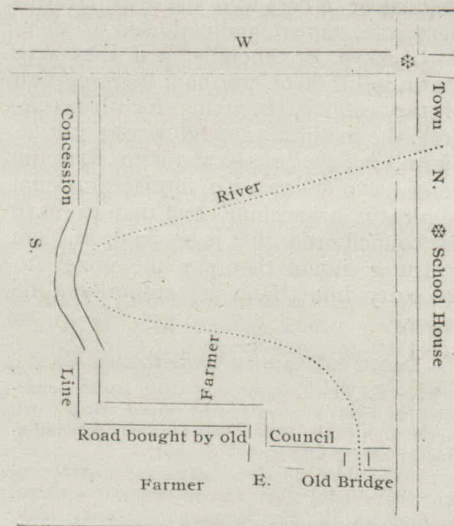 W
Town
N.
School House
Concession
S.
Line
River
Farmer
Road bought by old Council
Farmer
E.
Old Bridge